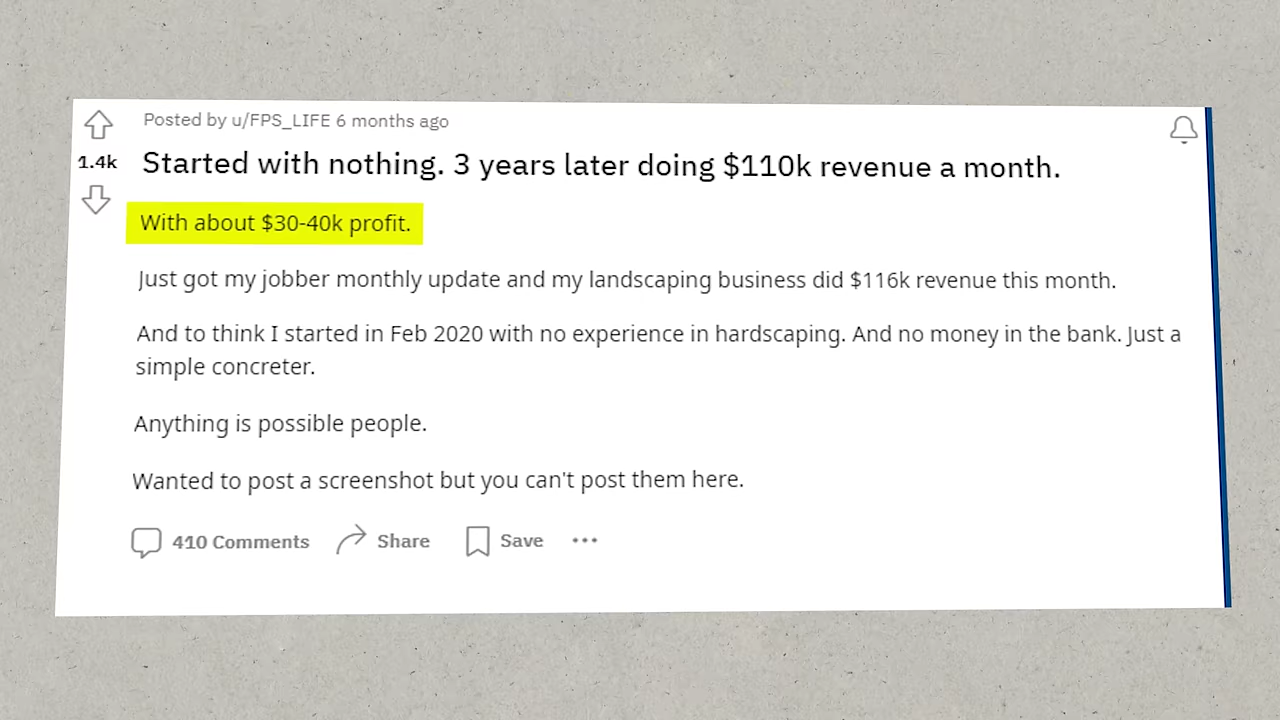 Posted by u/FPS_LIFE 6 months ago
1.4k
Started with nothing. 3 years later doing $110k revenue a month.
With about $30-40k profit.
Just got my jobber monthly update and my landscaping business did $116k revenue this month.
And to think I started in Feb 2020 with no experience in hardscaping. And no money in the bank. Just a
simple concreter.
Anything is possible people.
Wanted to post a screenshot but you can't post them here.
410 Comments Share Save